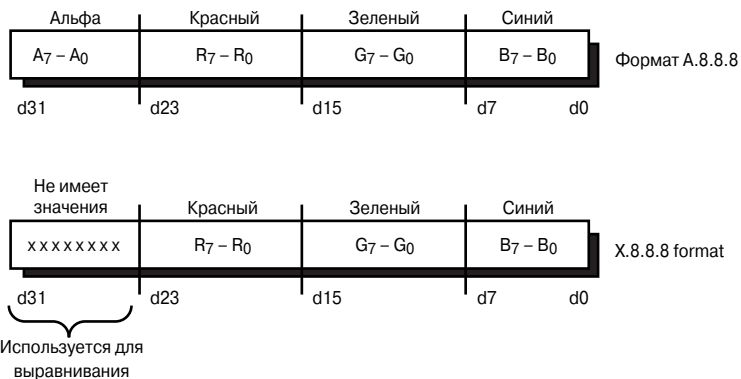 Альфа Красный Зеленый Синий
A7 – A0 R7 – R0 G7 – G0 B7 – B0 Формат A.8.8.8
d31 d23 d15 d7 d0
Не имеет
значения Красный Зеленый Синий
x x x x x x x x R7 – R0 G7 – G0 B7 – B0 X.8.8.8 format
d31 d23 d15 d7 d0
Используется для
выравнивания